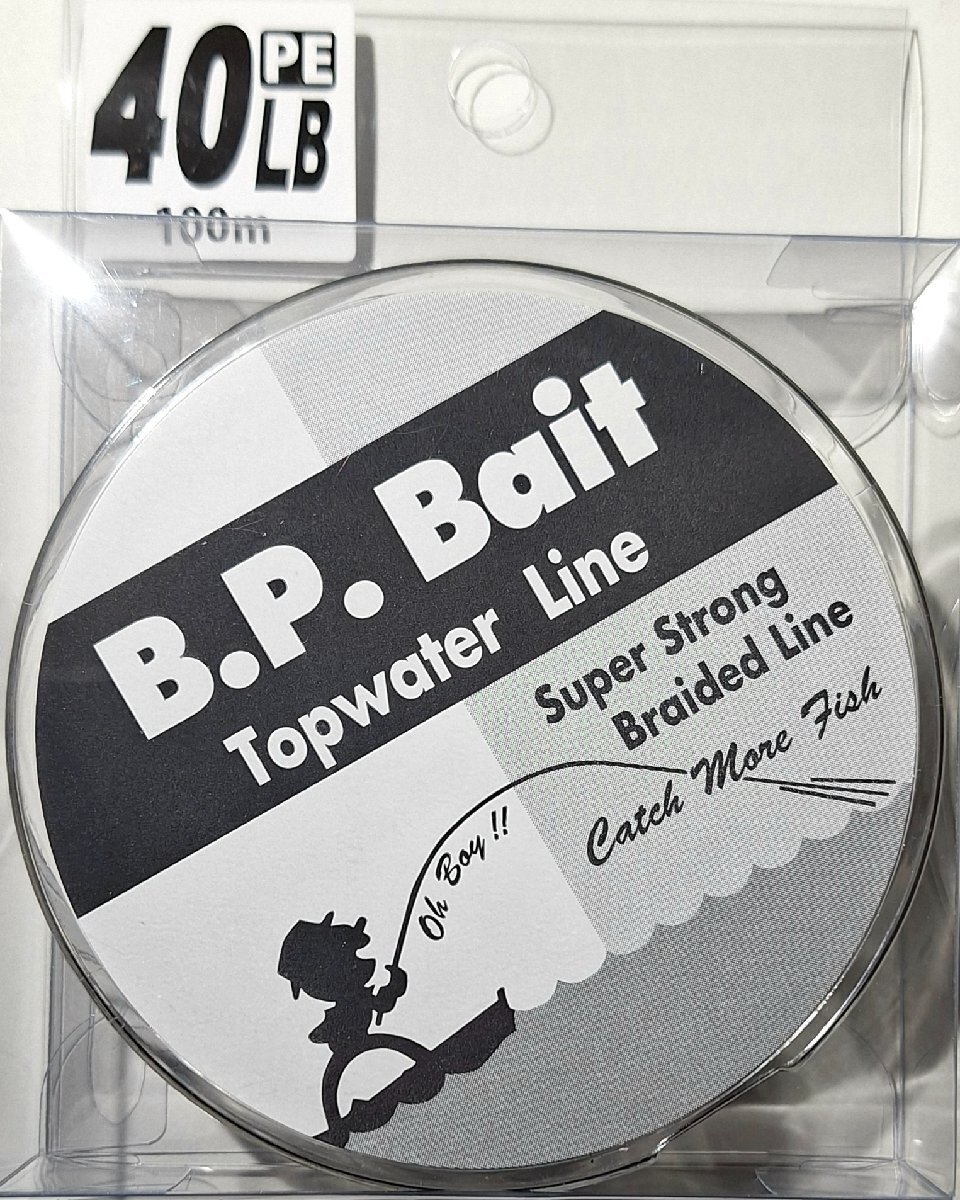 40 PE
LB
100m
B.P. Bait
Topwater Line
Super Strong
Braided Line
Catch More Fish
Oh Boy !!